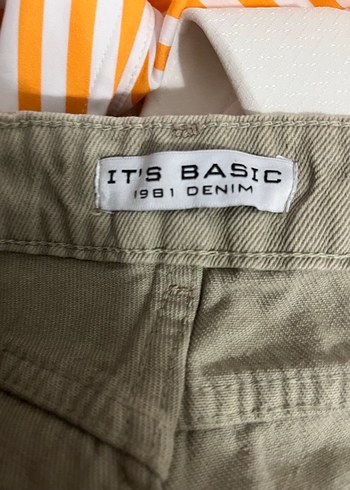 IT'S BASIC
1981 DENIM